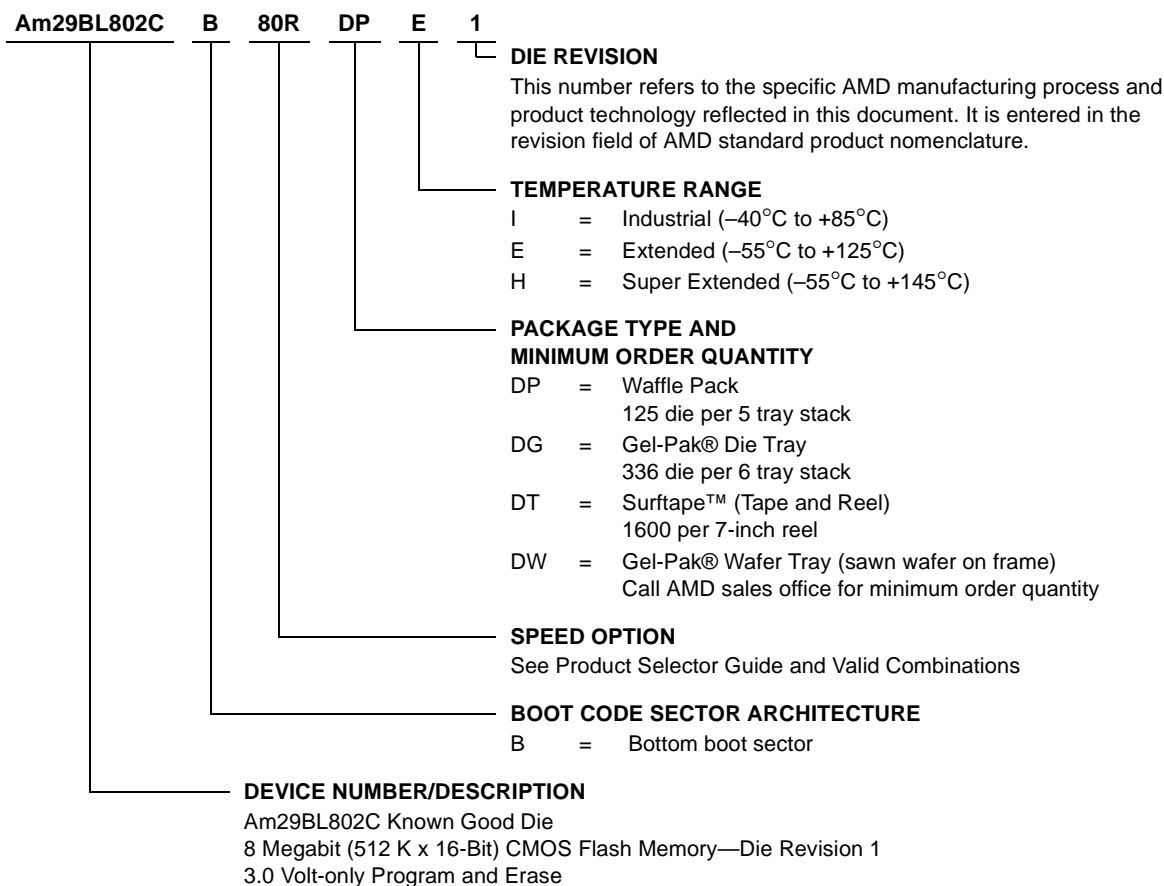 Am29BL802C B 80R DP E 1
DIE REVISION
This number refers to the specific AMD manufacturing process and
product technology reflected in this document. It is entered in the
revision field of AMD standard product nomenclature.
TEMPERATURE RANGE
I = Industrial (–40°C to +85°C)
E = Extended (–55°C to +125°C)
H = Super Extended (–55°C to +145°C)
PACKAGE TYPE AND
MINIMUM ORDER QUANTITY
DP = Waffle Pack
125 die per 5 tray stack
DG = Gel-Pak® Die Tray
336 die per 6 tray stack
DT = Surftape™ (Tape and Reel)
1600 per 7-inch reel
DW = Gel-Pak® Wafer Tray (sawn wafer on frame)
Call AMD sales office for minimum order quantity
SPEED OPTION
See Product Selector Guide and Valid Combinations
BOOT CODE SECTOR ARCHITECTURE
B = Bottom boot sector
DEVICE NUMBER/DESCRIPTION
Am29BL802C Known Good Die
8 Megabit (512 K x 16-Bit) CMOS Flash Memory—Die Revision 1
3.0 Volt-only Program and Erase